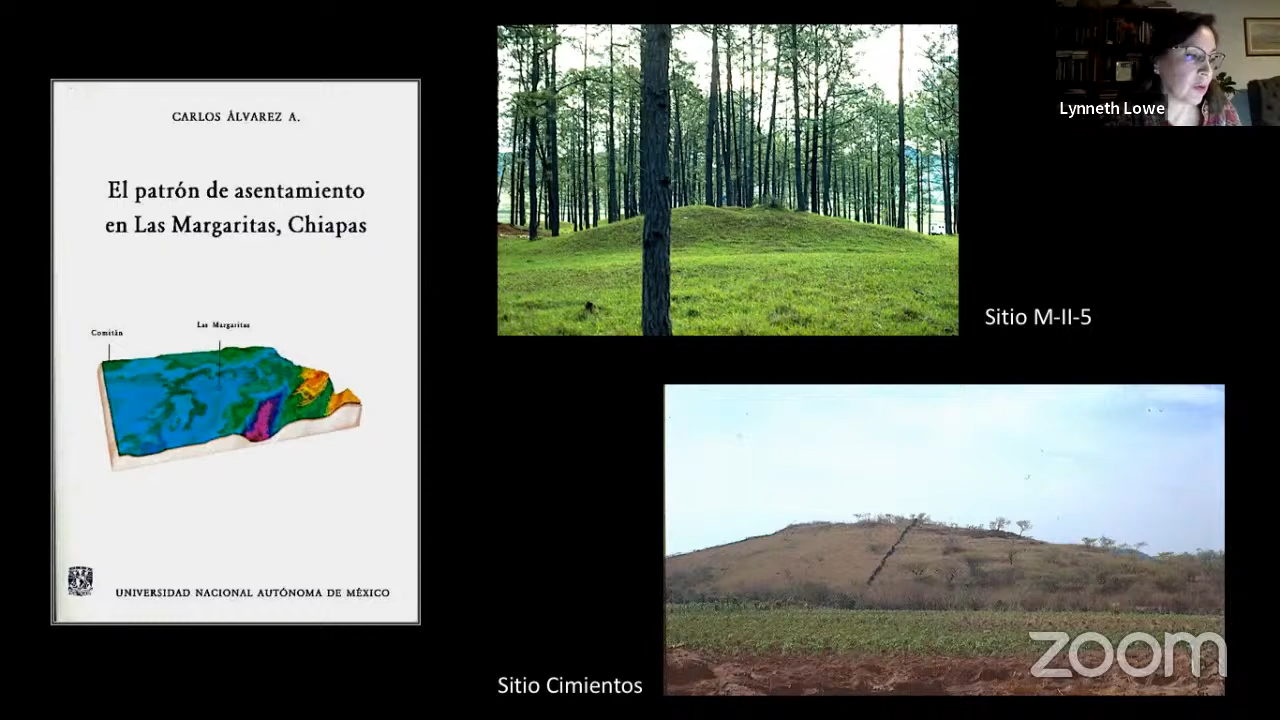 CARLOS ÁLVAREZ A.
El patrón de asentamiento
en Las Margaritas, Chiapas
Comitán
Las Margaritas
UNIVERSIDAD NACIONAL AUTÓNOMA DE MÉXICO
Sitio M-II-5
Sitio Cimientos
Lynneth Lowe
zoom